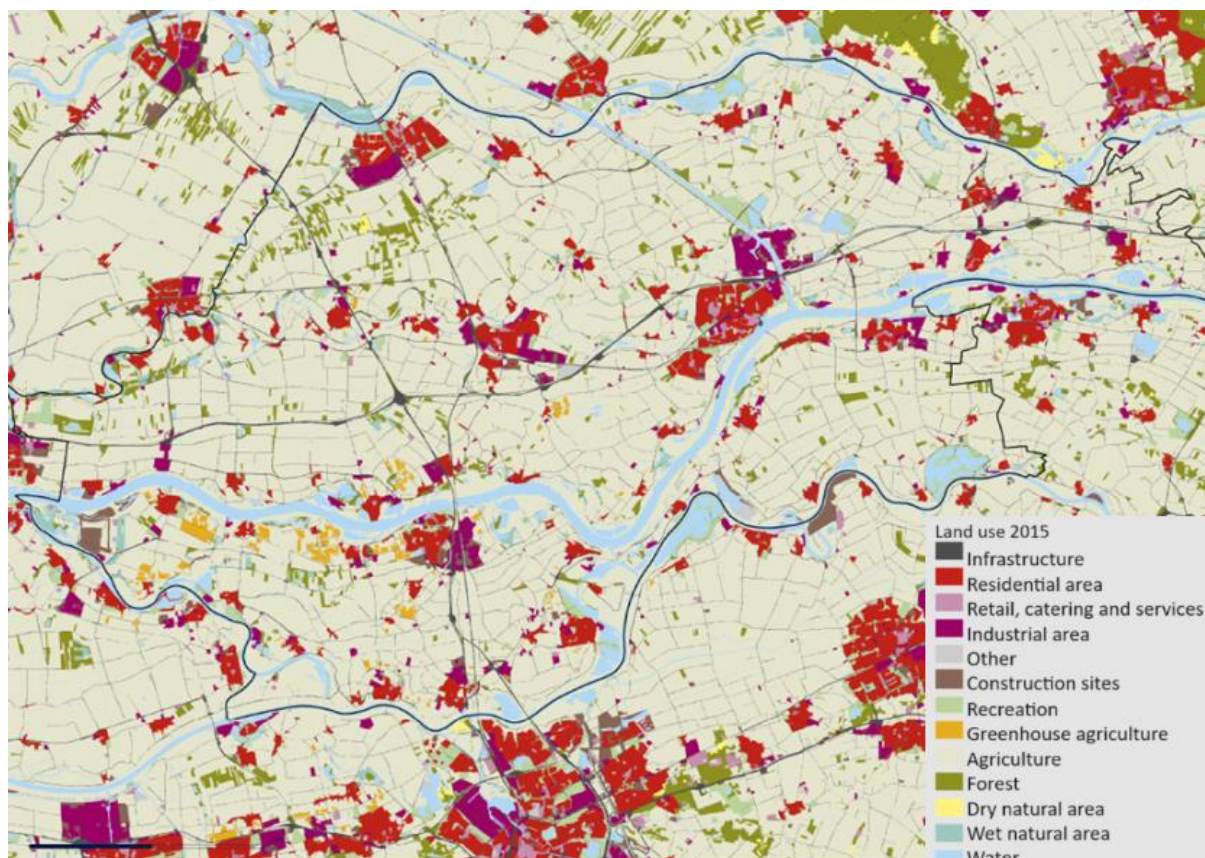 Land use 2015
Infrastructure
Residential area
Retail, catering and services
Industrial area
Other
Construction sites
Recreation
Greenhouse agriculture
Agriculture
Forest
Dry natural area
Wet natural area
Water